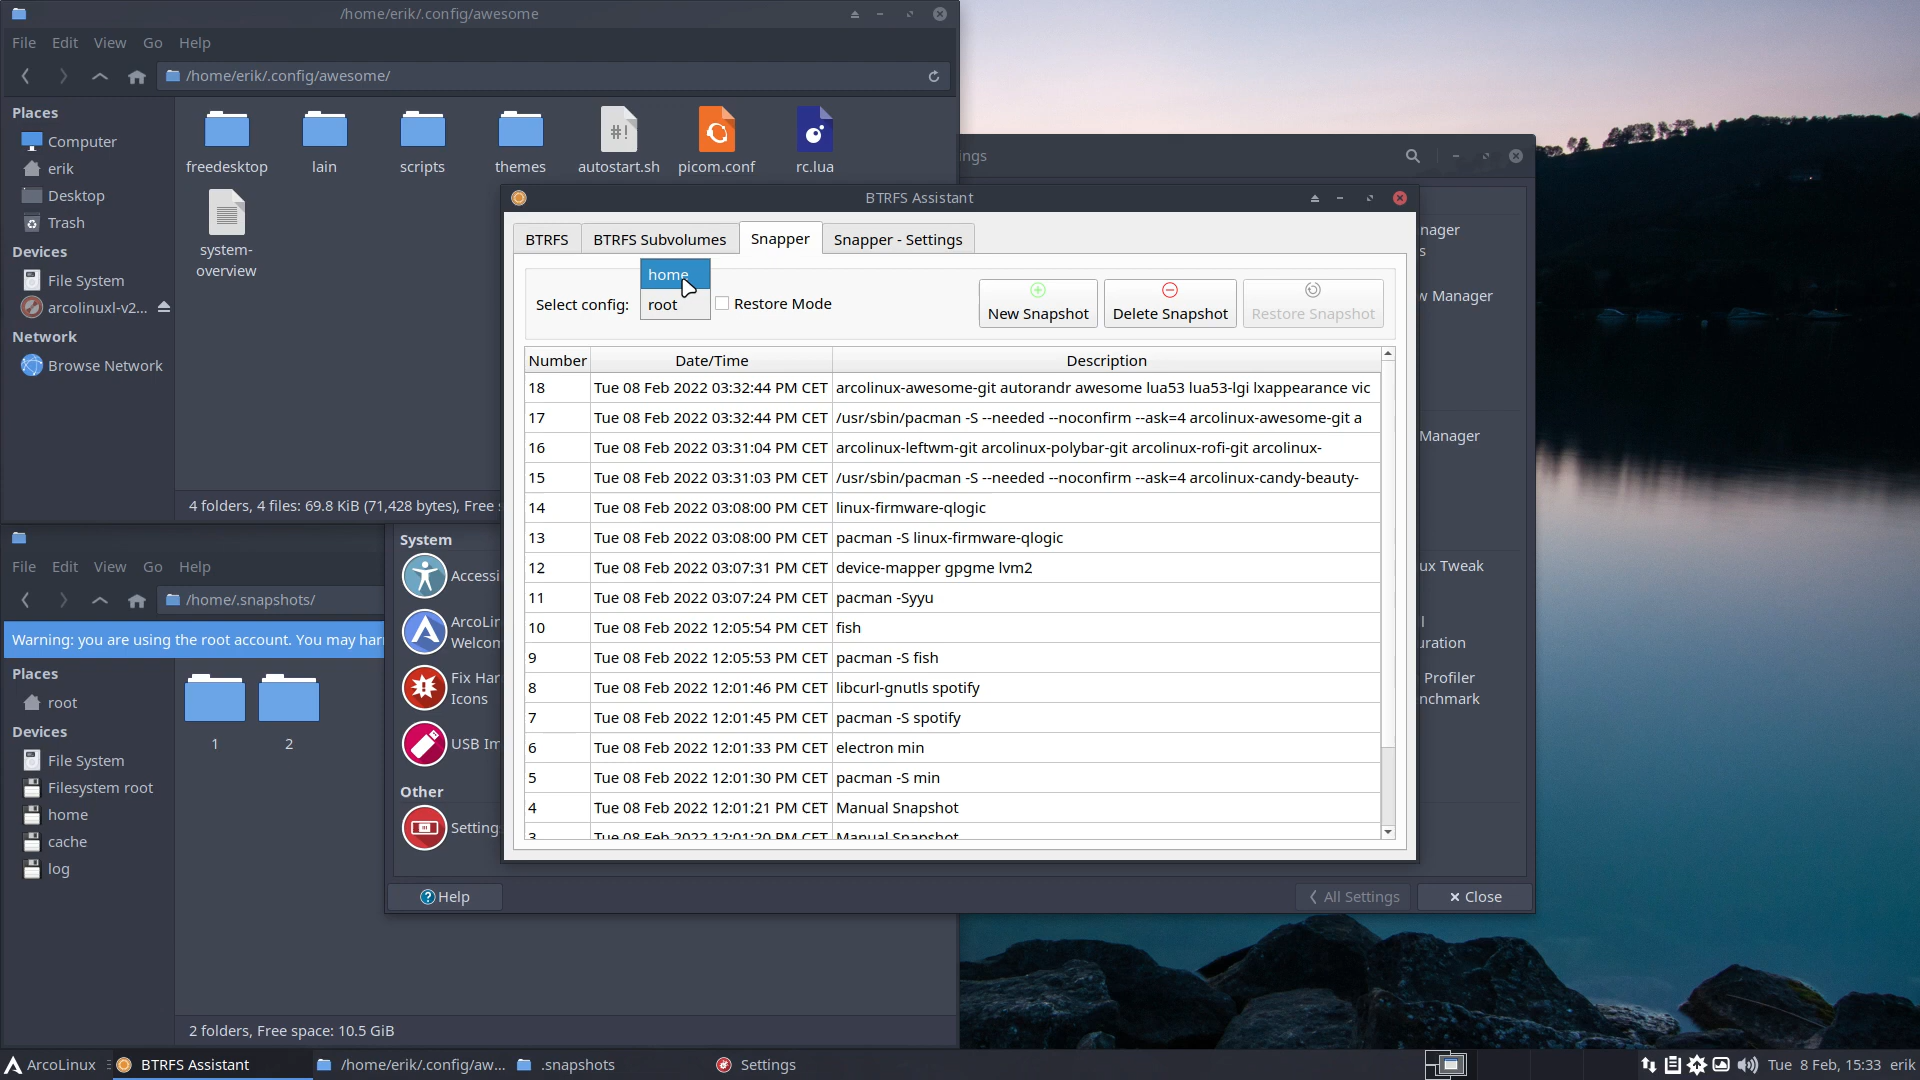 /home/erik/.config/awesome
File Edit View Go Help
/home/erik/.config/awesome/
Places
Computer
erik
Desktop
Trash
Devices
File System
arcolinuxl-v2...
Network
Browse Network
freedesktop
lain
scripts
themes
#!
autostart.sh
picom.conf
rc.lua
system-
overview
4 folders, 4 files: 69.8 KiB (71,428 bytes), Free
File Edit View Go Help
/home/.snapshots/
Warning: you are using the root account. You may har
Places
root
Devices
File System
Filesystem root
home
cache
log
1
2
2 folders, Free space: 10.5 GiB
ngs
System
Accessi
ArcoLin
Welcom
Fix Har
Icons
USB Im
Other
Setting
nager
s
w Manager
Manager
ux Tweak
l
uration
Profiler
nchmark
Help
All Settings
Close
BTRFS Assistant
BTRFS
BTRFS Subvolumes
Snapper
Snapper - Settings
Select config:
home
root
Restore Mode
New Snapshot
Delete Snapshot
Restore Snapshot
Number Date/Time Description
18 Tue 08 Feb 2022 03:32:44 PM CET arcolinux-awesome-git autorandr awesome lua53 lua53-lgi lxappearance vic
17 Tue 08 Feb 2022 03:32:44 PM CET /usr/sbin/pacman -S --needed --noconfirm --ask=4 arcolinux-awesome-git a
16 Tue 08 Feb 2022 03:31:04 PM CET arcolinux-leftwm-git arcolinux-polybar-git arcolinux-rofi-git arcolinux-
15 Tue 08 Feb 2022 03:31:03 PM CET /usr/sbin/pacman -S --needed --noconfirm --ask=4 arcolinux-candy-beauty-
14 Tue 08 Feb 2022 03:08:00 PM CET linux-firmware-qlogic
13 Tue 08 Feb 2022 03:08:00 PM CET pacman -S linux-firmware-qlogic
12 Tue 08 Feb 2022 03:07:31 PM CET device-mapper gpgme lvm2
11 Tue 08 Feb 2022 03:07:24 PM CET pacman -Syyu
10 Tue 08 Feb 2022 12:05:54 PM CET fish
9 Tue 08 Feb 2022 12:05:53 PM CET pacman -S fish
8 Tue 08 Feb 2022 12:01:46 PM CET libcurl-gnutls spotify
7 Tue 08 Feb 2022 12:01:45 PM CET pacman -S spotify
6 Tue 08 Feb 2022 12:01:33 PM CET electron min
5 Tue 08 Feb 2022 12:01:30 PM CET pacman -S min
4 Tue 08 Feb 2022 12:01:21 PM CET Manual Snapshot
3 Tue 08 Feb 2022 12:01:20 PM CET Manual Snapshot
ArcoLinux
BTRFS Assistant
/home/erik/.config/aw...
.snapshots
Settings
Tue 8 Feb, 15:33 erik